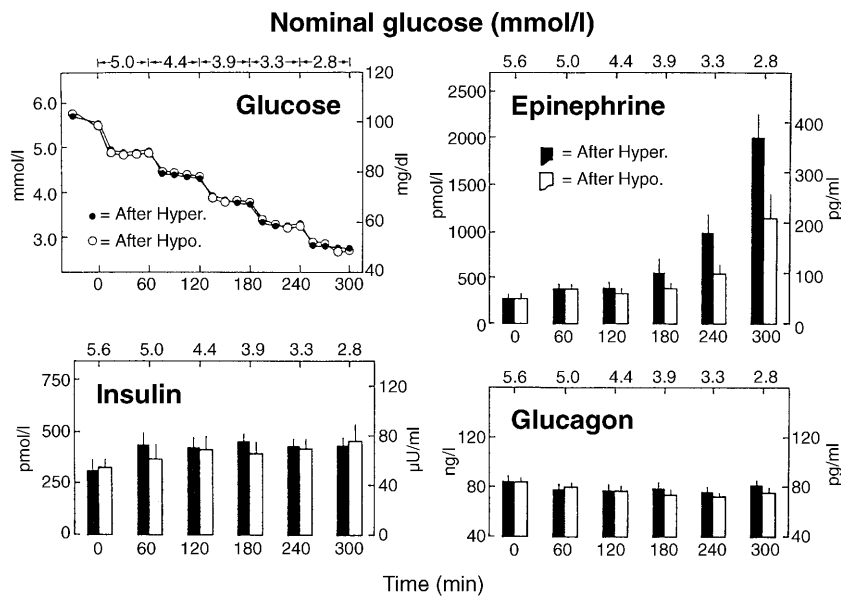 Nominal glucose (mmol/l)
5.0 4.4 3.9 3.3 2.8
Glucose
mmol/l
6.0
5.0
4.0
3.0
120
100
80
60
40
mg/dl
• = After Hyper.
○ = After Hypo.
0 60 120 180 240 300
5.6 5.0 4.4 3.9 3.3 2.8
Epinephrine
pmol/l
2500
2000
1500
1000
500
0
400
300
200
100
0
pg/ml
= After Hyper.
= After Hypo.
0 60 120 180 240 300
5.6 5.0 4.4 3.9 3.3 2.8
Insulin
pmol/l
750
500
250
0
120
80
40
0
µU/ml
0 60 120 180 240 300
5.6 5.0 4.4 3.9 3.3 2.8
Glucagon
ng/l
120
80
40
120
80
40
pg/ml
0 60 120 180 240 300
Time (min)